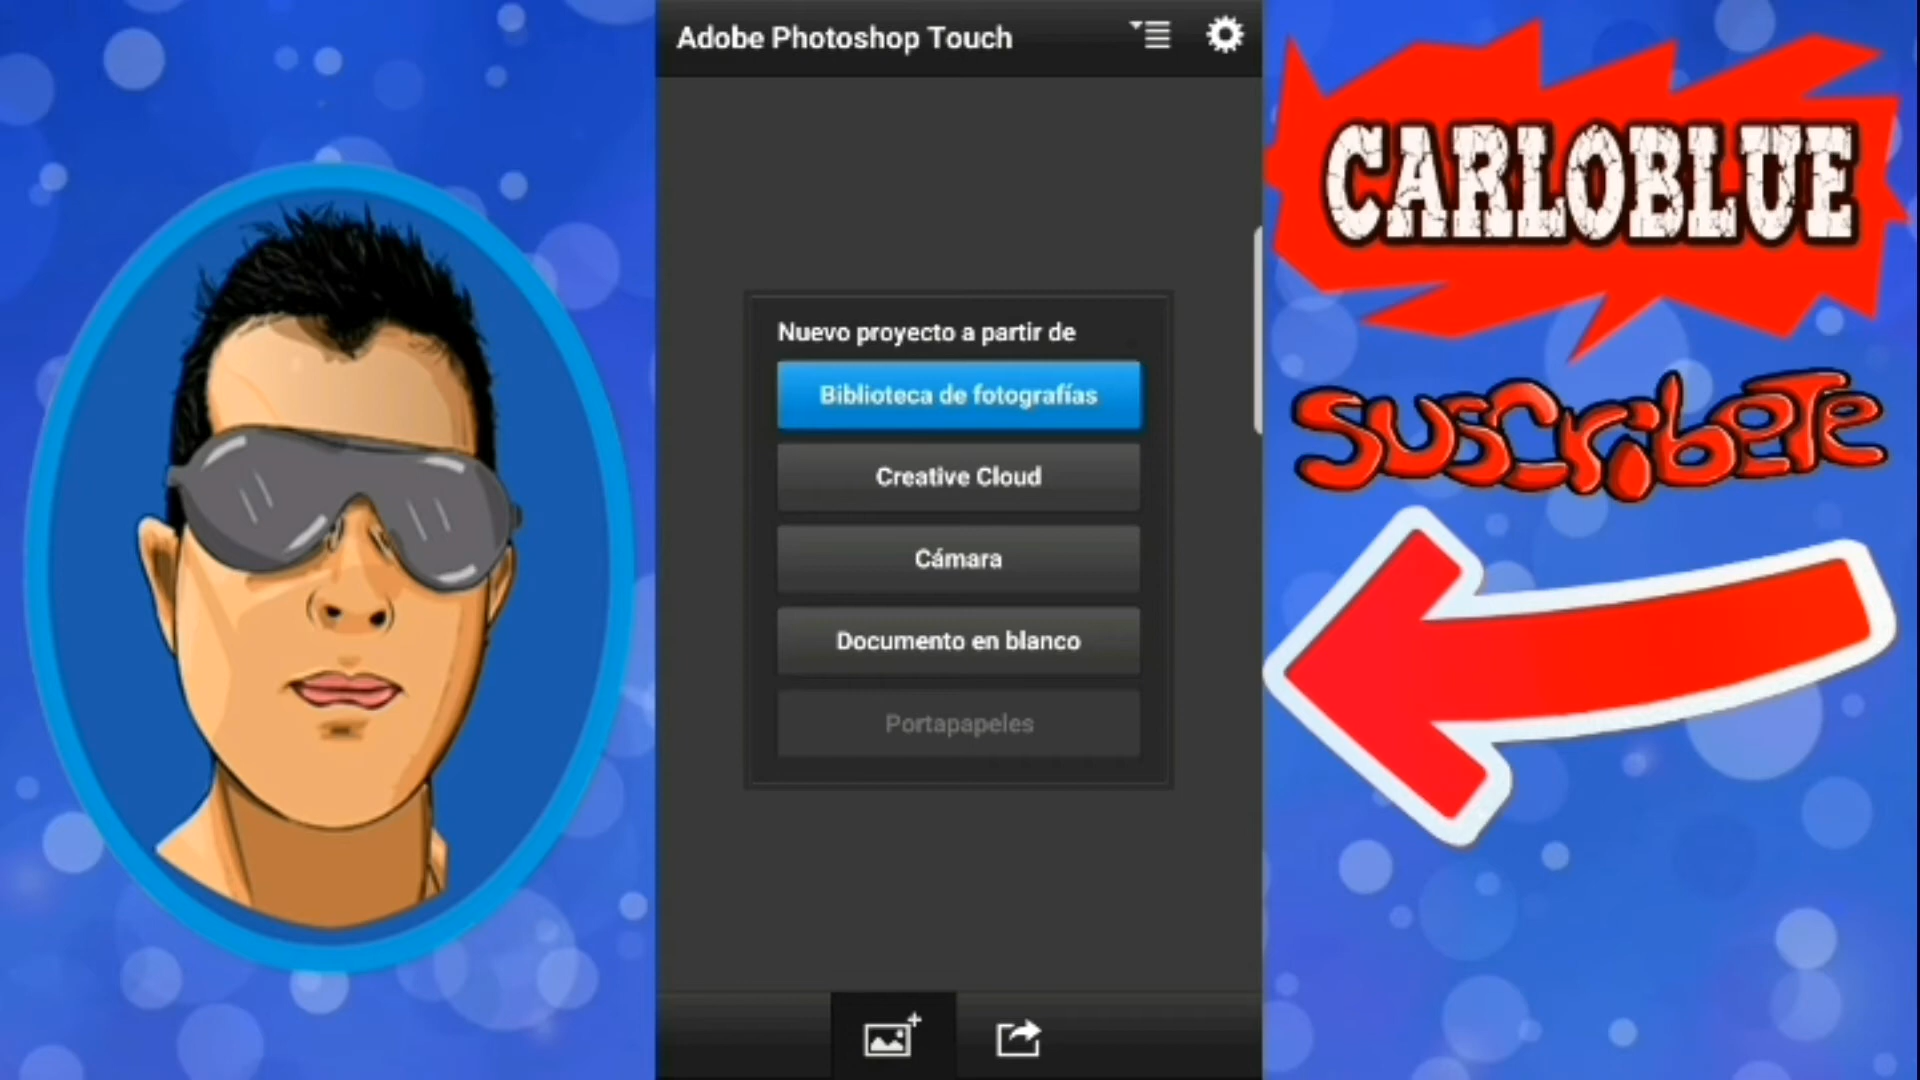 Adobe Photoshop Touch
Nuevo proyecto a partir de
Biblioteca de fotografías
Creative Cloud
Cámara
Documento en blanco
Portapapeles
CARLOBLUE
suscribete